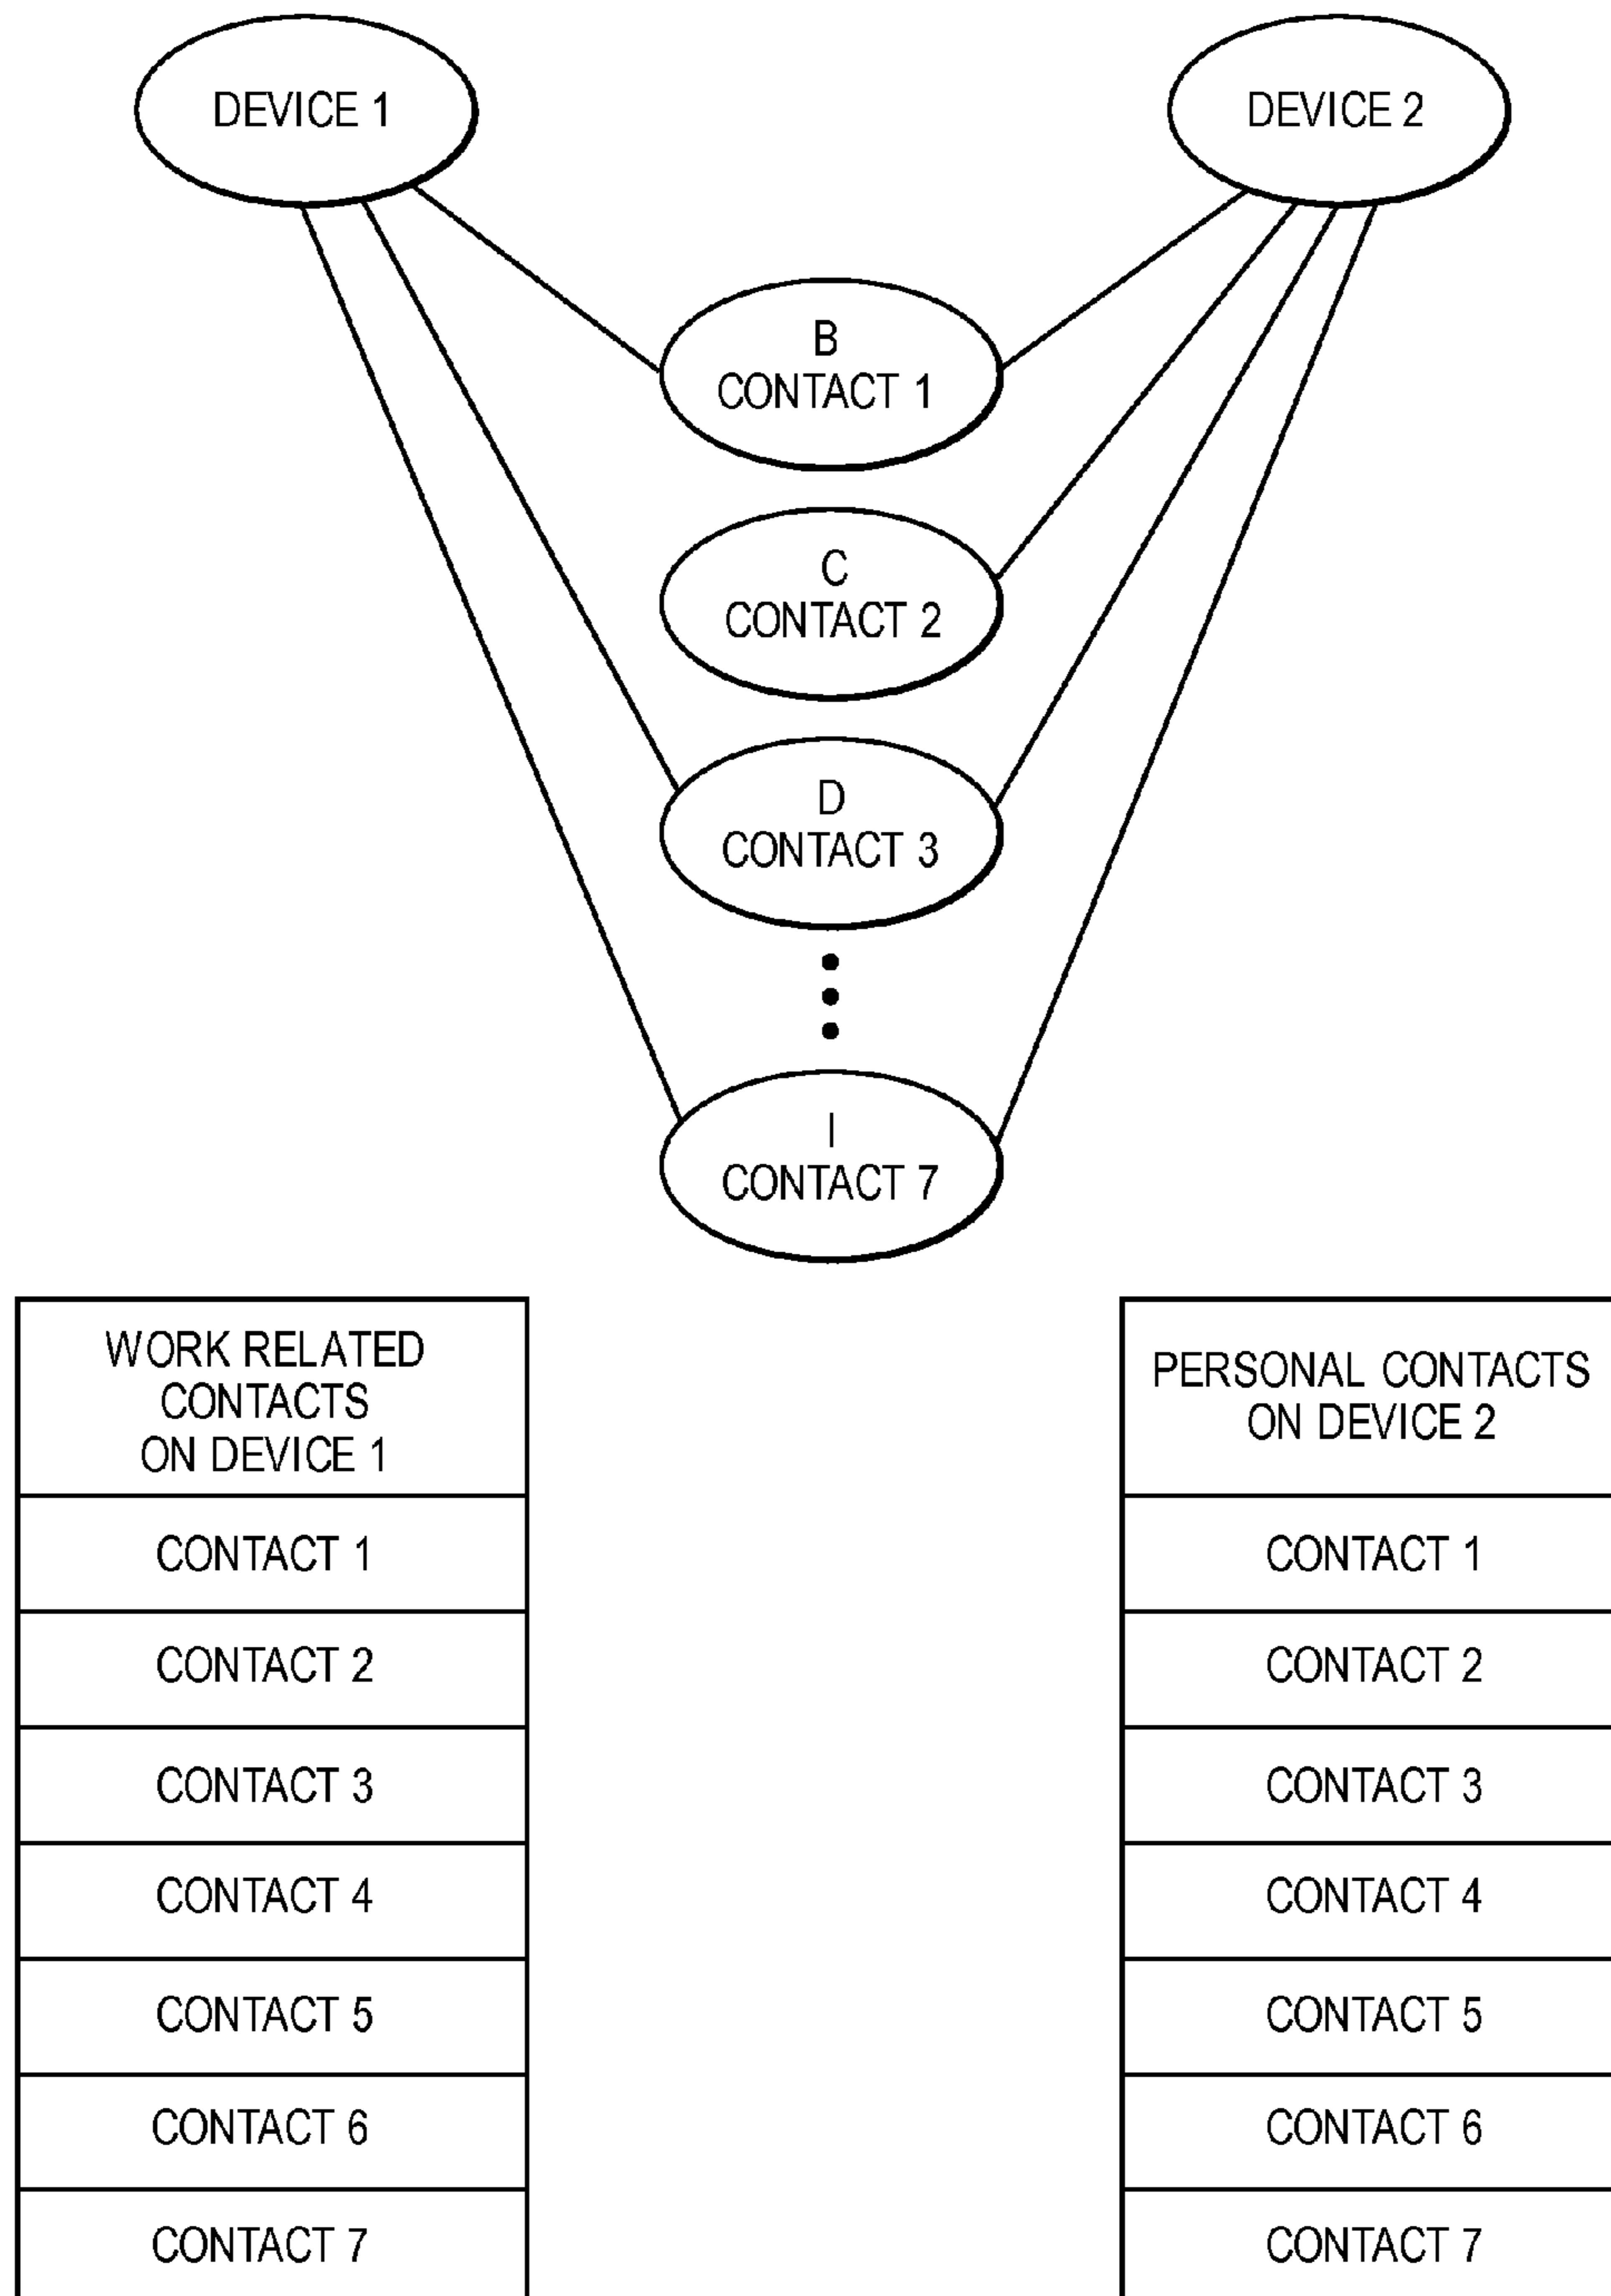 DEVICE 1
DEVICE 2
B
CONTACT 1
C
CONTACT 2
D
CONTACT 3
I
CONTACT 7
WORK RELATED
CONTACTS
ON DEVICE 1
CONTACT 1
CONTACT 2
CONTACT 3
CONTACT 4
CONTACT 5
CONTACT 6
CONTACT 7
PERSONAL CONTACTS
ON DEVICE 2
CONTACT 1
CONTACT 2
CONTACT 3
CONTACT 4
CONTACT 5
CONTACT 6
CONTACT 7